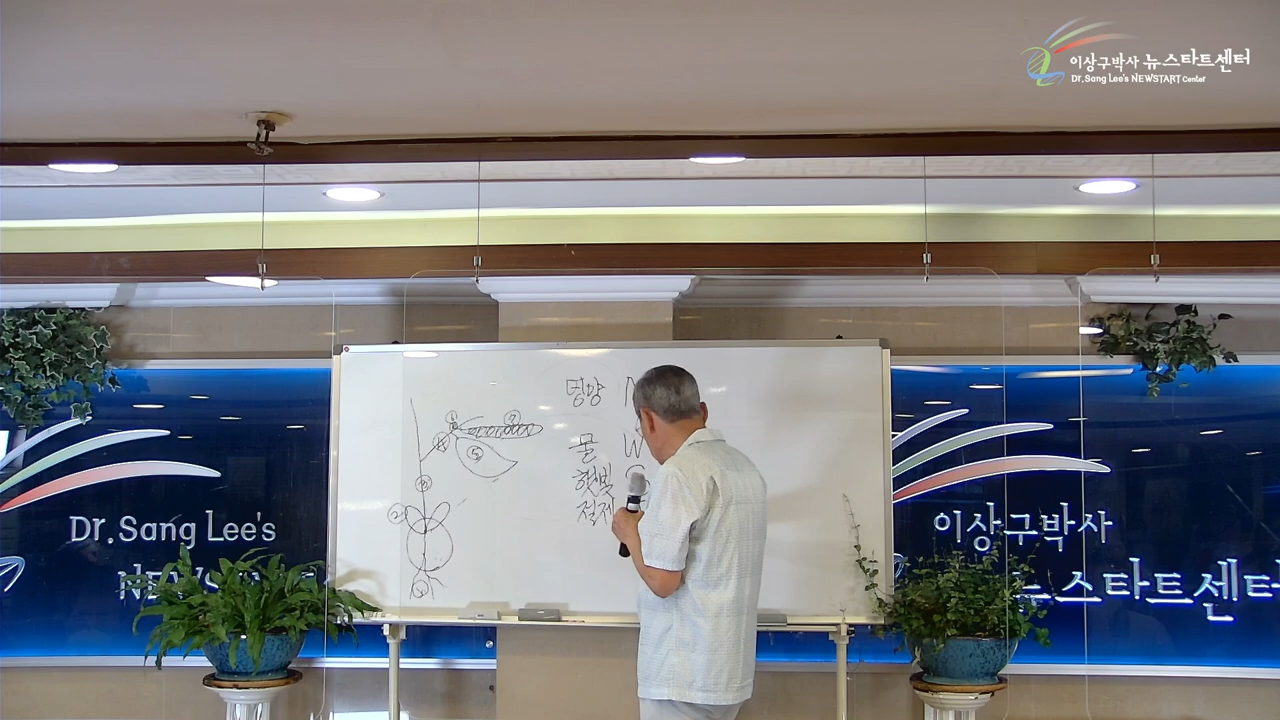 이상구박사 뉴스타트센터
Dr. Sang Lee's NEWSTART Center
영양 N
물 W
햇빛 S
절제
Dr. Sang Lee's
이상구박사
뉴스타트센터